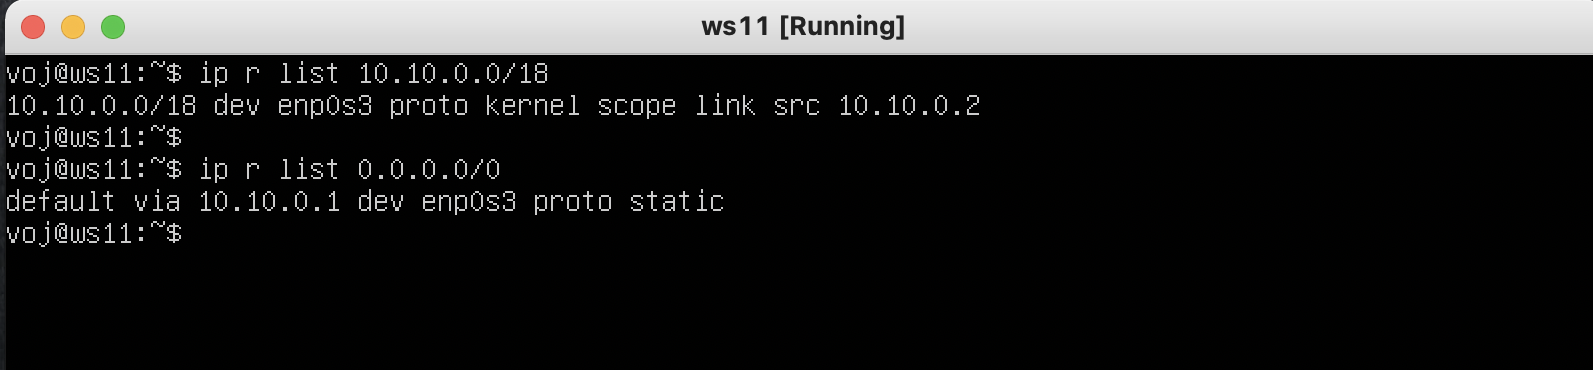 ws11 [Running]
voj@ws11:~$ ip r list 10.10.0.0/18
10.10.0.0/18 dev enp0s3 proto kernel scope link src 10.10.0.2
voj@ws11:~$
voj@ws11:~$ ip r list 0.0.0.0/0
default via 10.10.0.1 dev enp0s3 proto static
voj@ws11:~$